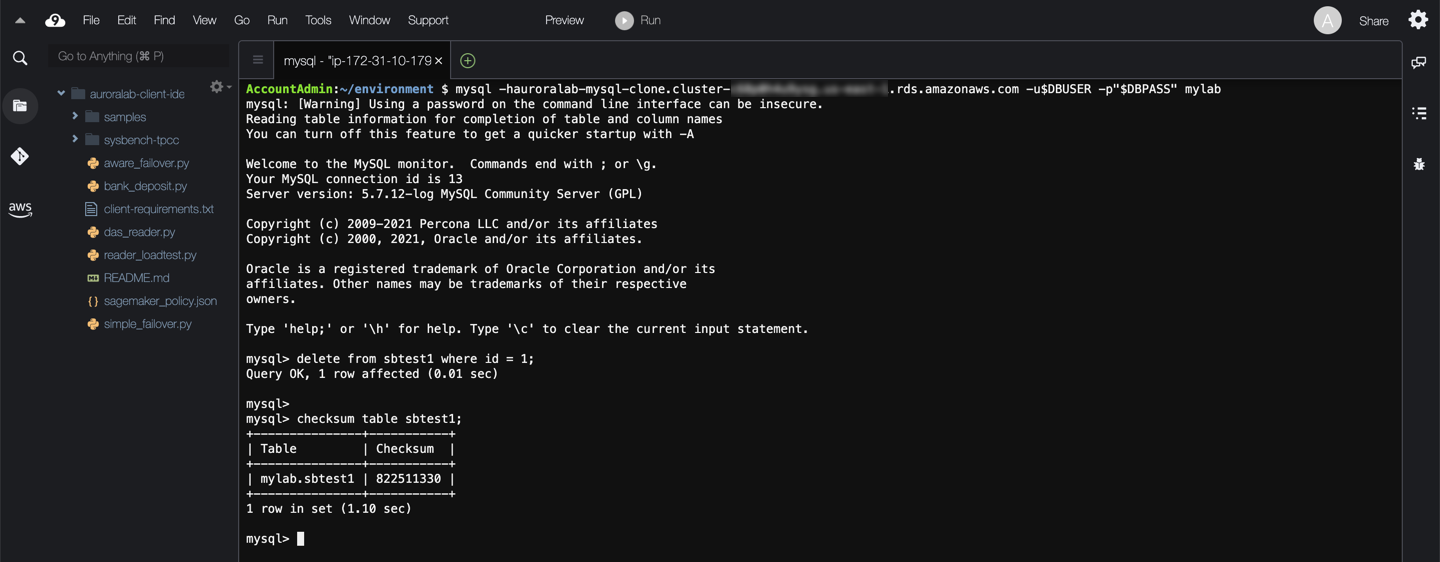 9 File Edit Find View Go Run Tools Window Support Preview Run A Share
Go to Anything (⌘ P)
mysql - "ip-172-31-10-179 ×
auroralab-client-ide
samples
sysbench-tpcc
aware_failover.py
bank_deposit.py
client-requirements.txt
das_reader.py
reader_loadtest.py
README.md
sagemaker_policy.json
simple_failover.py
aws
AccountAdmin:~/environment $ mysql -hauroralab-mysql-clone.cluster- .rds.amazonaws.com -u$DBUSER -p"$DBPASS" mylab
mysql: [Warning] Using a password on the command line interface can be insecure.
Reading table information for completion of table and column names
You can turn off this feature to get a quicker startup with -A
Welcome to the MySQL monitor.  Commands end with ; or \g.
Your MySQL connection id is 13
Server version: 5.7.12-log MySQL Community Server (GPL)
Copyright (c) 2009-2021 Percona LLC and/or its affiliates
Copyright (c) 2000, 2021, Oracle and/or its affiliates.
Oracle is a registered trademark of Oracle Corporation and/or its
affiliates. Other names may be trademarks of their respective
owners.
Type 'help;' or '\h' for help. Type '\c' to clear the current input statement.
mysql> delete from sbtest1 where id = 1;
Query OK, 1 row affected (0.01 sec)
mysql>
mysql> checksum table sbtest1;
+---------------+-----------+
| Table         | Checksum  |
+---------------+-----------+
| mylab.sbtest1 | 822511330 |
+---------------+-----------+
1 row in set (1.10 sec)
mysql>